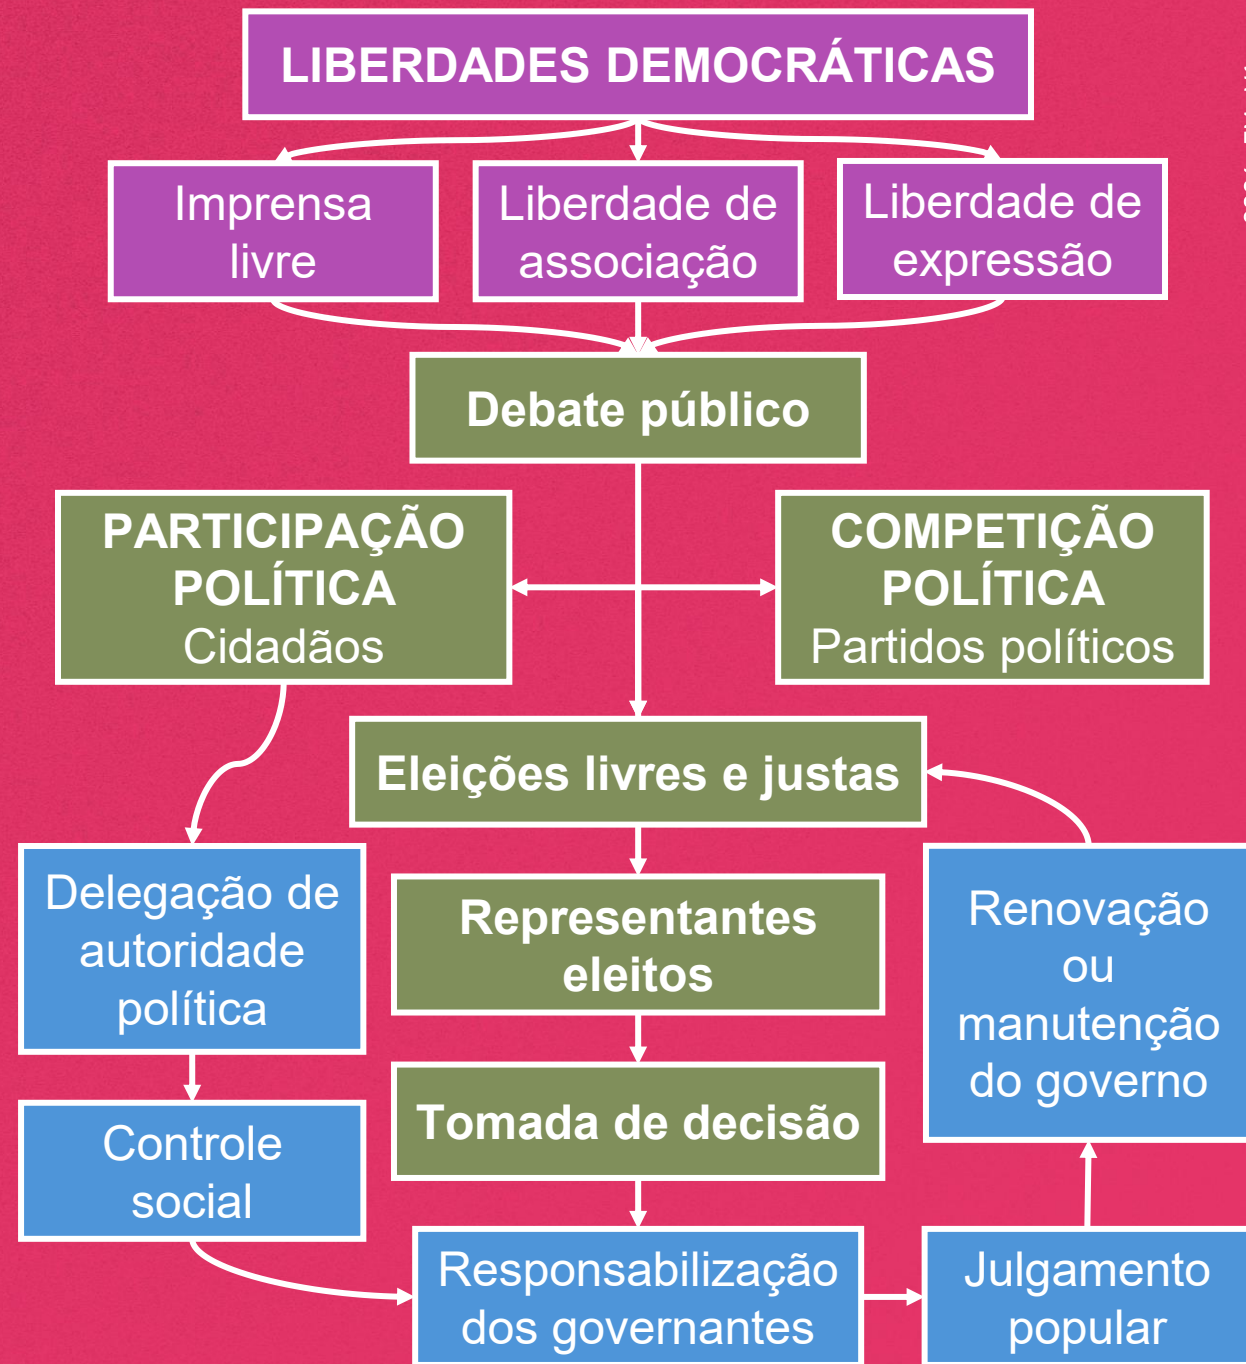 LIBERDADES DEMOCRÁTICAS
Imprensa
livre
Liberdade de
associação
Liberdade de
expressão
Debate público
PARTICIPAÇÃO
POLÍTICA
Cidadãos
COMPETIÇÃO
POLÍTICA
Partidos políticos
Eleições livres e justas
Delegação de
autoridade
política
Representantes
eleitos
Renovação
ou
manutenção
do governo
Controle
social
Tomada de decisão
Responsabilização
dos governantes
Julgamento
popular